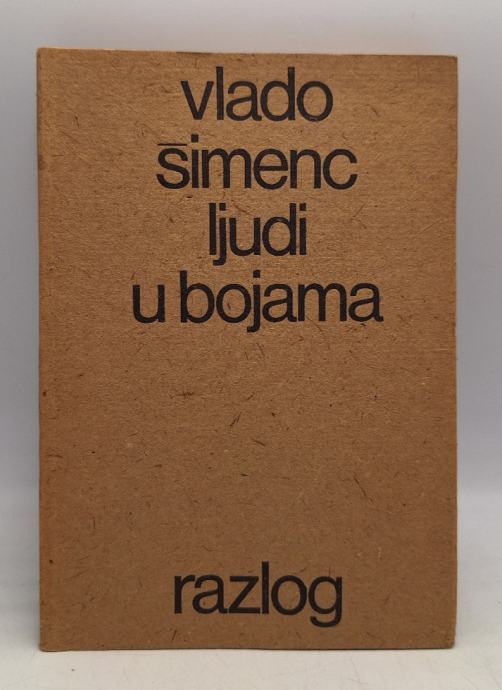 vlado
šimenc
ljudi
u bojama
razlog